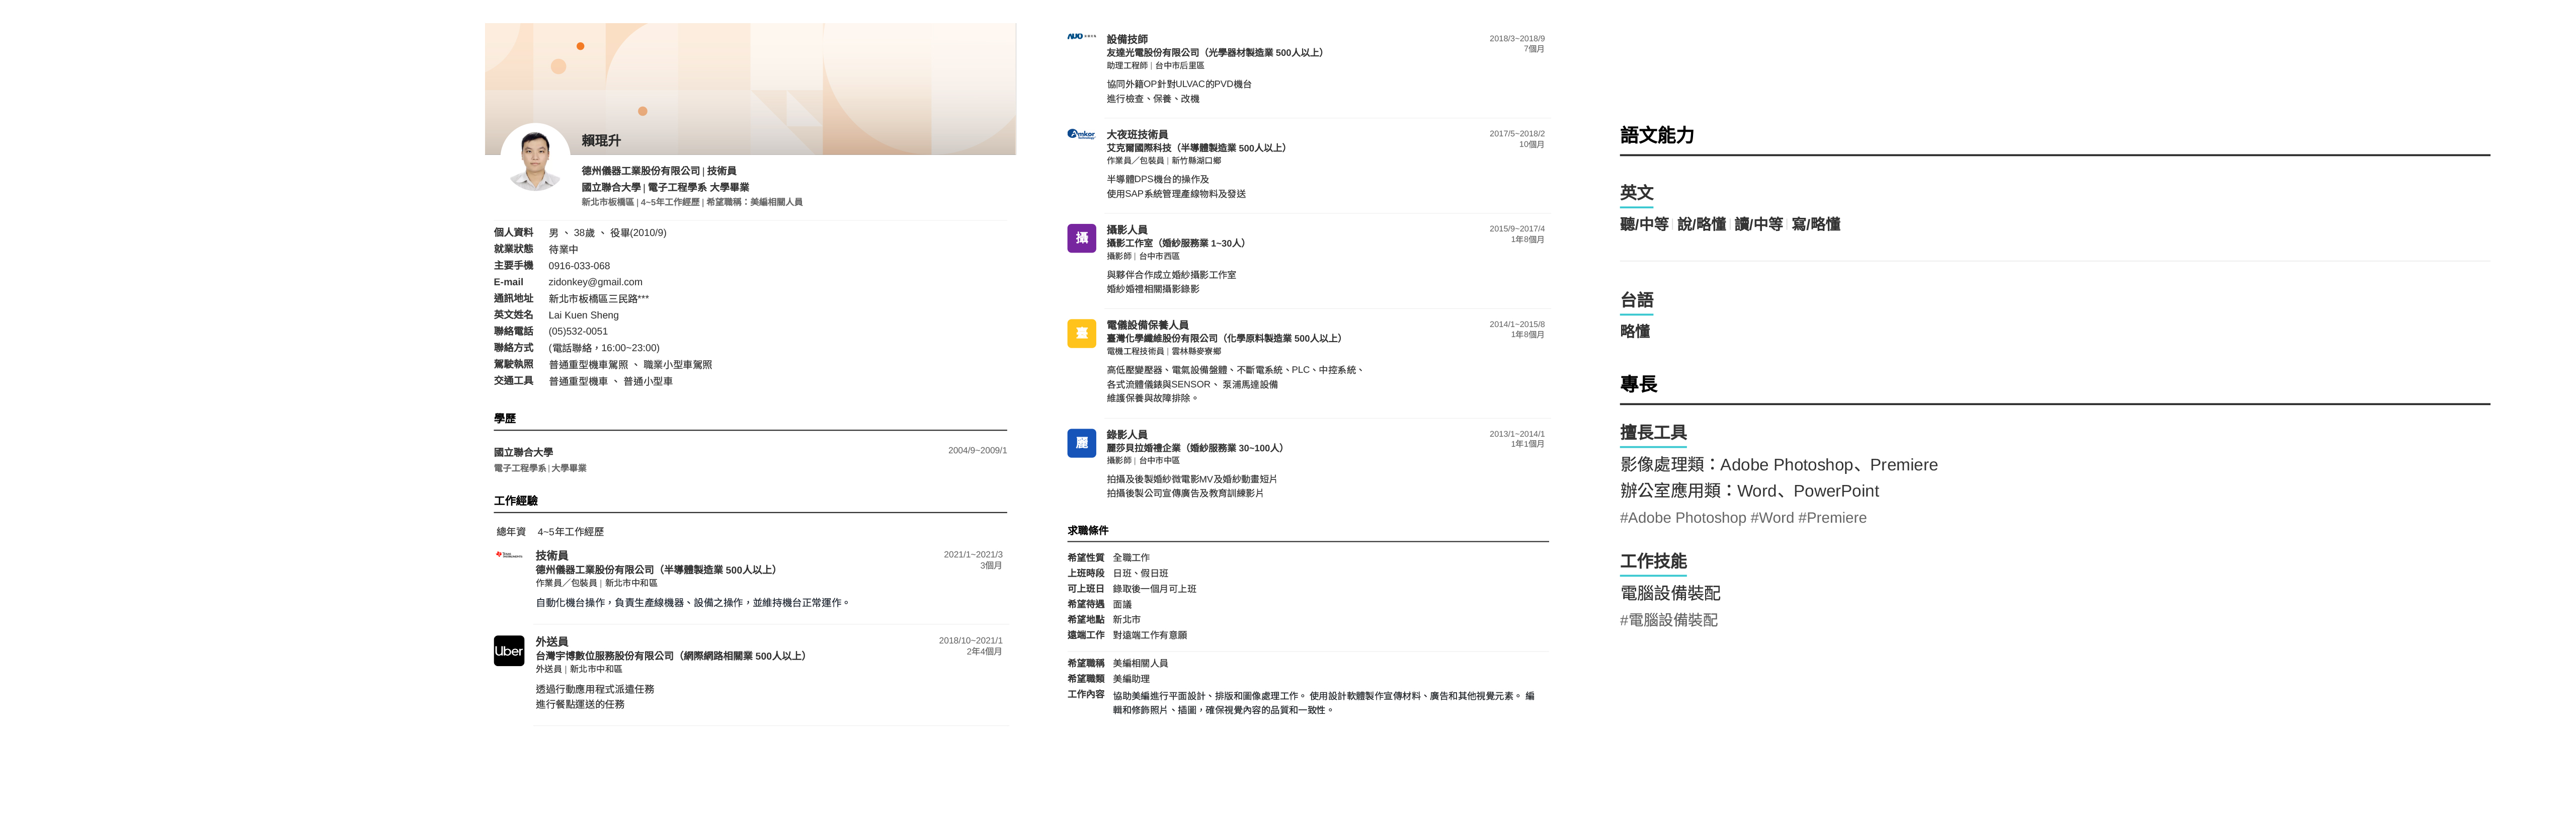 賴琨升
德州儀器工業股份有限公司 | 技術員
國立聯合大學 | 電子工程學系 大學畢業
新北市板橋區 | 4~5年工作經歷 | 希望職稱：美編相關人員
個人資料 男 、 38歲 、 役畢(2010/9)
就業狀態 待業中
主要手機 0916-033-068
E-mail zidonkey@gmail.com
通訊地址 新北市板橋區三民路***
英文姓名 Lai Kuen Sheng
聯絡電話 (05)532-0051
聯絡方式 (電話聯絡，16:00~23:00)
駕駛執照 普通重型機車駕照 、 職業小型車駕照
交通工具 普通重型機車 、 普通小型車
學歷
國立聯合大學 2004/9~2009/1
電子工程學系 | 大學畢業
工作經驗
總年資 4~5年工作經歷
技術員 2021/1~2021/3
德州儀器工業股份有限公司（半導體製造業 500人以上） 3個月
作業員／包裝員 | 新北市中和區
自動化機台操作，負責生產線機器、設備之操作，並維持機台正常運作。
Uber
外送員 2018/10~2021/1
台灣宇博數位服務股份有限公司（網際網路相關業 500人以上） 2年4個月
外送員 | 新北市中和區
透過行動應用程式派遣任務
進行餐點運送的任務
AUO
設備技師 2018/3~2018/9
友達光電股份有限公司（光學器材製造業 500人以上） 7個月
助理工程師 | 台中市后里區
協同外籍OP針對ULVAC的PVD機台
進行檢查、保養、改機
Amkor Technology
大夜班技術員 2017/5~2018/2
艾克爾國際科技（半導體製造業 500人以上） 10個月
作業員／包裝員 | 新竹縣湖口鄉
半導體DPS機台的操作及
使用SAP系統管理產線物料及發送
攝
攝影人員 2015/9~2017/4
攝影工作室（婚紗服務業 1~30人） 1年8個月
攝影師 | 台中市西區
與夥伴合作成立婚紗攝影工作室
婚紗婚禮相關攝影錄影
臺
電儀設備保養人員 2014/1~2015/8
臺灣化學纖維股份有限公司（化學原料製造業 500人以上） 1年8個月
電機工程技術員 | 雲林縣麥寮鄉
高低壓變壓器、電氣設備盤體、不斷電系統、PLC、中控系統、
各式流體儀錶與SENSOR、 泵浦馬達設備
維護保養與故障排除。
麗
錄影人員 2013/1~2014/1
麗莎貝拉婚禮企業（婚紗服務業 30~100人） 1年1個月
攝影師 | 台中市中區
拍攝及後製婚紗微電影MV及婚紗動畫短片
拍攝後製公司宣傳廣告及教育訓練影片
求職條件
希望性質 全職工作
上班時段 日班、假日班
可上班日 錄取後一個月可上班
希望待遇 面議
希望地點 新北市
遠端工作 對遠端工作有意願
希望職稱 美編相關人員
希望職類 美編助理
工作內容 協助美編進行平面設計、排版和圖像處理工作。 使用設計軟體製作宣傳材料、廣告和其他視覺元素。 編
輯和修飾照片、插圖，確保視覺內容的品質和一致性。
語文能力
英文
聽/中等 | 說/略懂 | 讀/中等 | 寫/略懂
台語
略懂
專長
擅長工具
影像處理類：Adobe Photoshop、Premiere
辦公室應用類：Word、PowerPoint
#Adobe Photoshop #Word #Premiere
工作技能
電腦設備裝配
#電腦設備裝配